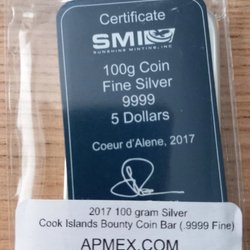 Certificate
SMI
SUNSHINE MINTING, INC
100g Coin
Fine Silver
9999
5 Dollars
Coeur d'Alene, 2017
2017 100 gram Silver
Cook Islands Bounty Coin Bar (.9999 Fine)
APMEX.COM